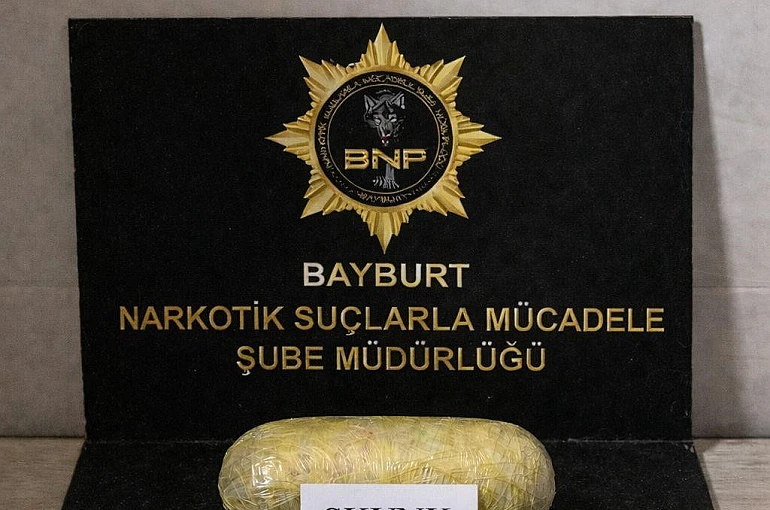 BNP
BAYBURT
NARKOTİK SUÇLARLA MÜCADELE
ŞUBE MÜDÜRLÜĞÜ